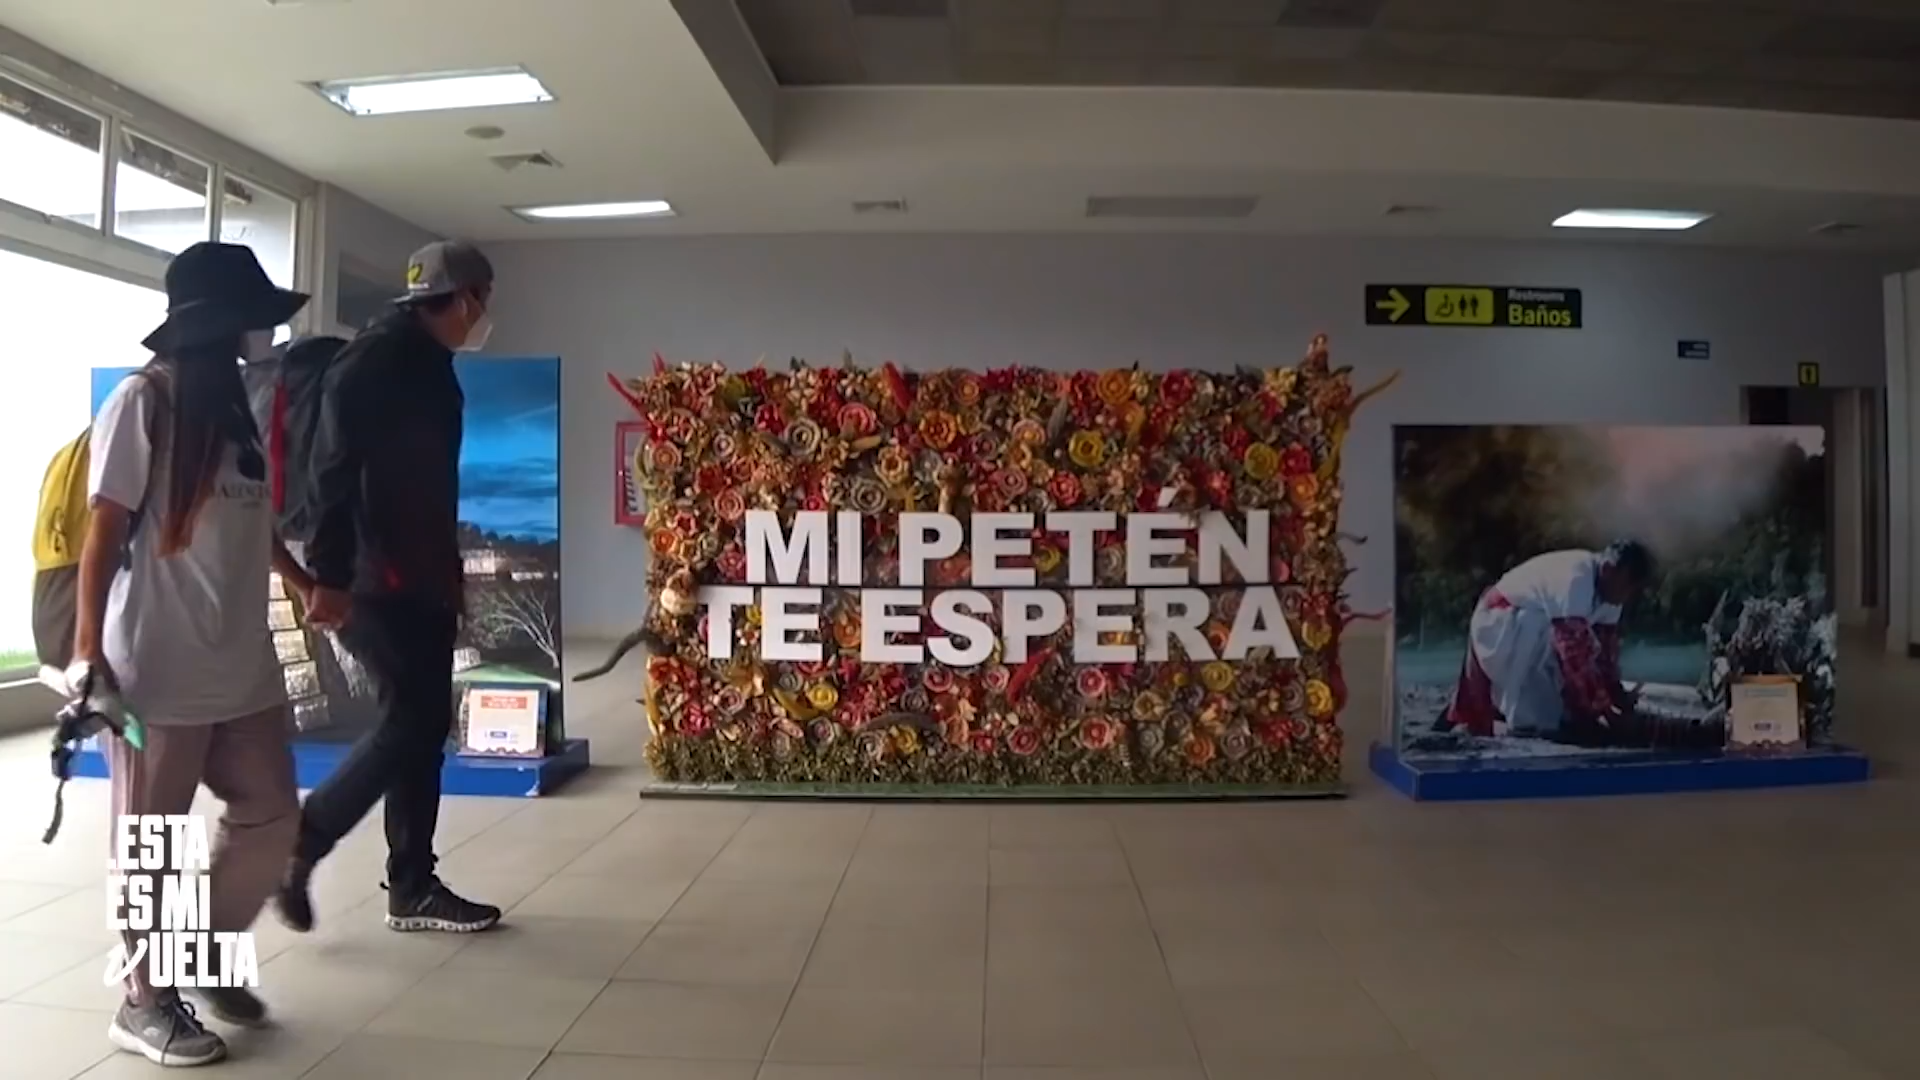 Restrooms
Baños
MI PETÉN
TE ESPERA
.ESTA
ES MI
VUELTA